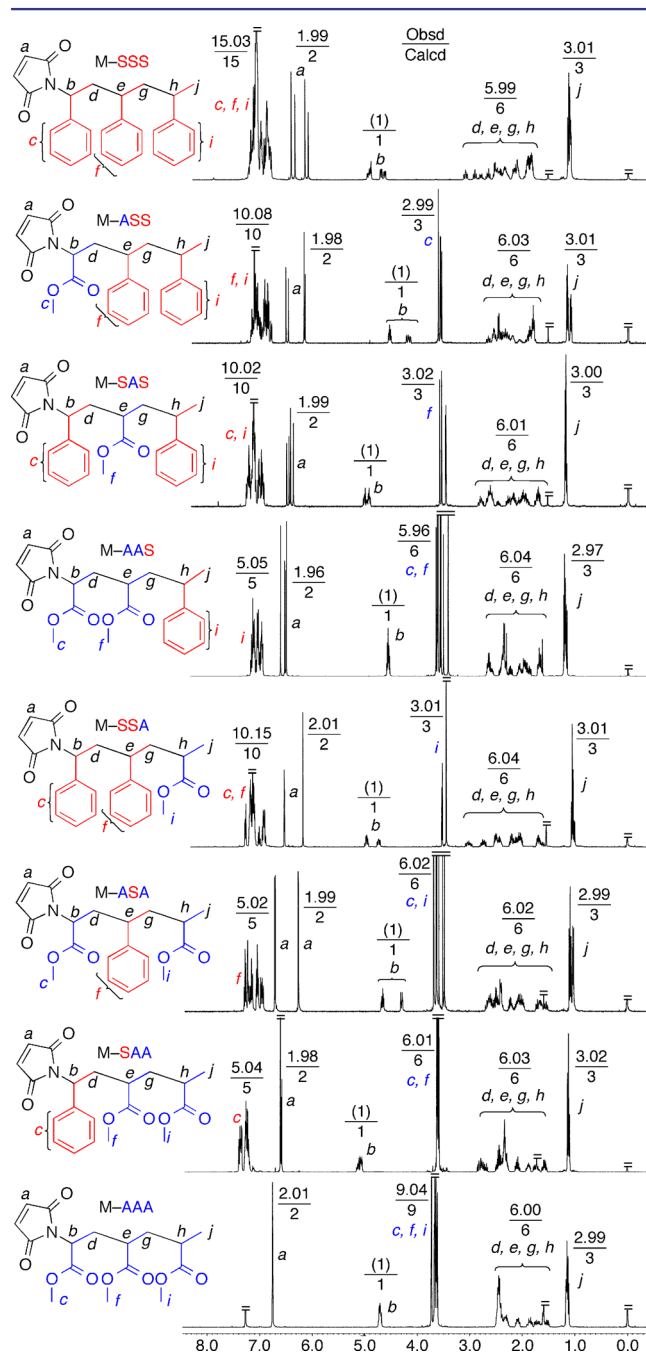 M–SSS
a
O
N
O
b
d
e
g
h
j
c
f
i
15.03
15
c, f, i
1.99
2
a
(1)
1
b
Obsd
Calcd
5.99
6
d, e, g, h
3.01
3
j
M–ASS
a
O
N
O
b
d
e
g
h
j
O
O
c
f
i
10.08
10
f, i
1.98
2
a
(1)
1
b
2.99
3
c
6.03
6
d, e, g, h
3.01
3
j
M–SAS
a
O
N
O
b
d
e
g
h
j
c
O
O
f
i
10.02
10
c, i
1.99
2
a
(1)
1
b
3.02
3
f
6.01
6
d, e, g, h
3.00
3
j
M–AAS
a
O
N
O
b
d
e
g
h
j
O
O
O
O
c
f
i
5.05
5
i
1.96
2
a
(1)
1
b
5.96
6
c, f
6.04
6
d, e, g, h
2.97
3
j
M–SSA
a
O
N
O
b
d
e
g
h
j
c
f
O
O
i
10.15
10
c, f
2.01
2
a
(1)
1
b
3.01
3
i
6.04
6
d, e, g, h
3.01
3
j
M–ASA
a
O
N
O
b
d
e
g
h
j
O
O
O
O
c
f
i
5.02
5
f
1.99
2
a
a
(1)
1
b
6.02
6
c, i
6.02
6
d, e, g, h
2.99
3
j
M–SAA
a
O
N
O
b
d
e
g
h
j
c
O
O
O
O
f
i
5.04
5
c
1.98
2
a
(1)
1
b
6.01
6
c, f
6.03
6
d, e, g, h
3.02
3
j
M–AAA
a
O
N
O
b
d
e
g
h
j
O
O
O
O
O
O
c
f
i
2.01
2
a
(1)
1
b
9.04
9
c, f, i
6.00
6
d, e, g, h
2.99
3
j
8.0 7.0 6.0 5.0 4.0 3.0 2.0 1.0 0.0